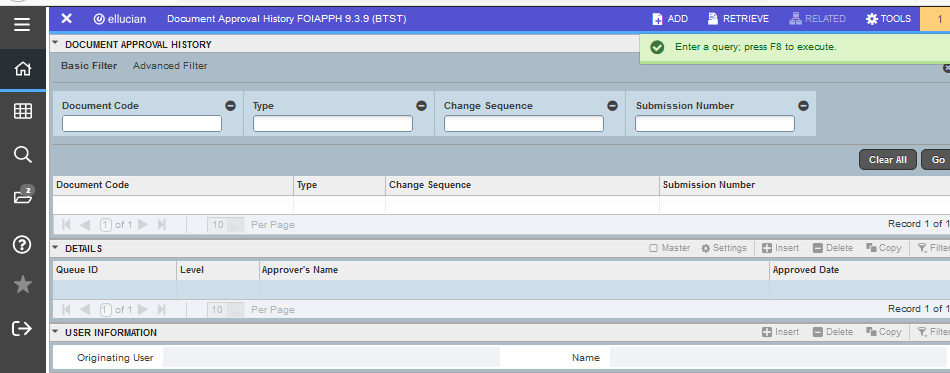 ellucian Document Approval History FOIAPPH 9.3.9 (BTST) ADD RETRIEVE RELATED TOOLS 1
DOCUMENT APPROVAL HISTORY
Enter a query; press F8 to execute.
Basic Filter Advanced Filter
Document Code Type Change Sequence Submission Number
Clear All Go
Document Code Type Change Sequence Submission Number
1 of 1 10 Per Page Record 1 of 1
2
DETAILS Master Settings Insert Delete Copy Filter
Queue ID Level Approver's Name Approved Date
1 of 1 10 Per Page Record 1 of 1
USER INFORMATION Insert Delete Copy Filter
Originating User Name